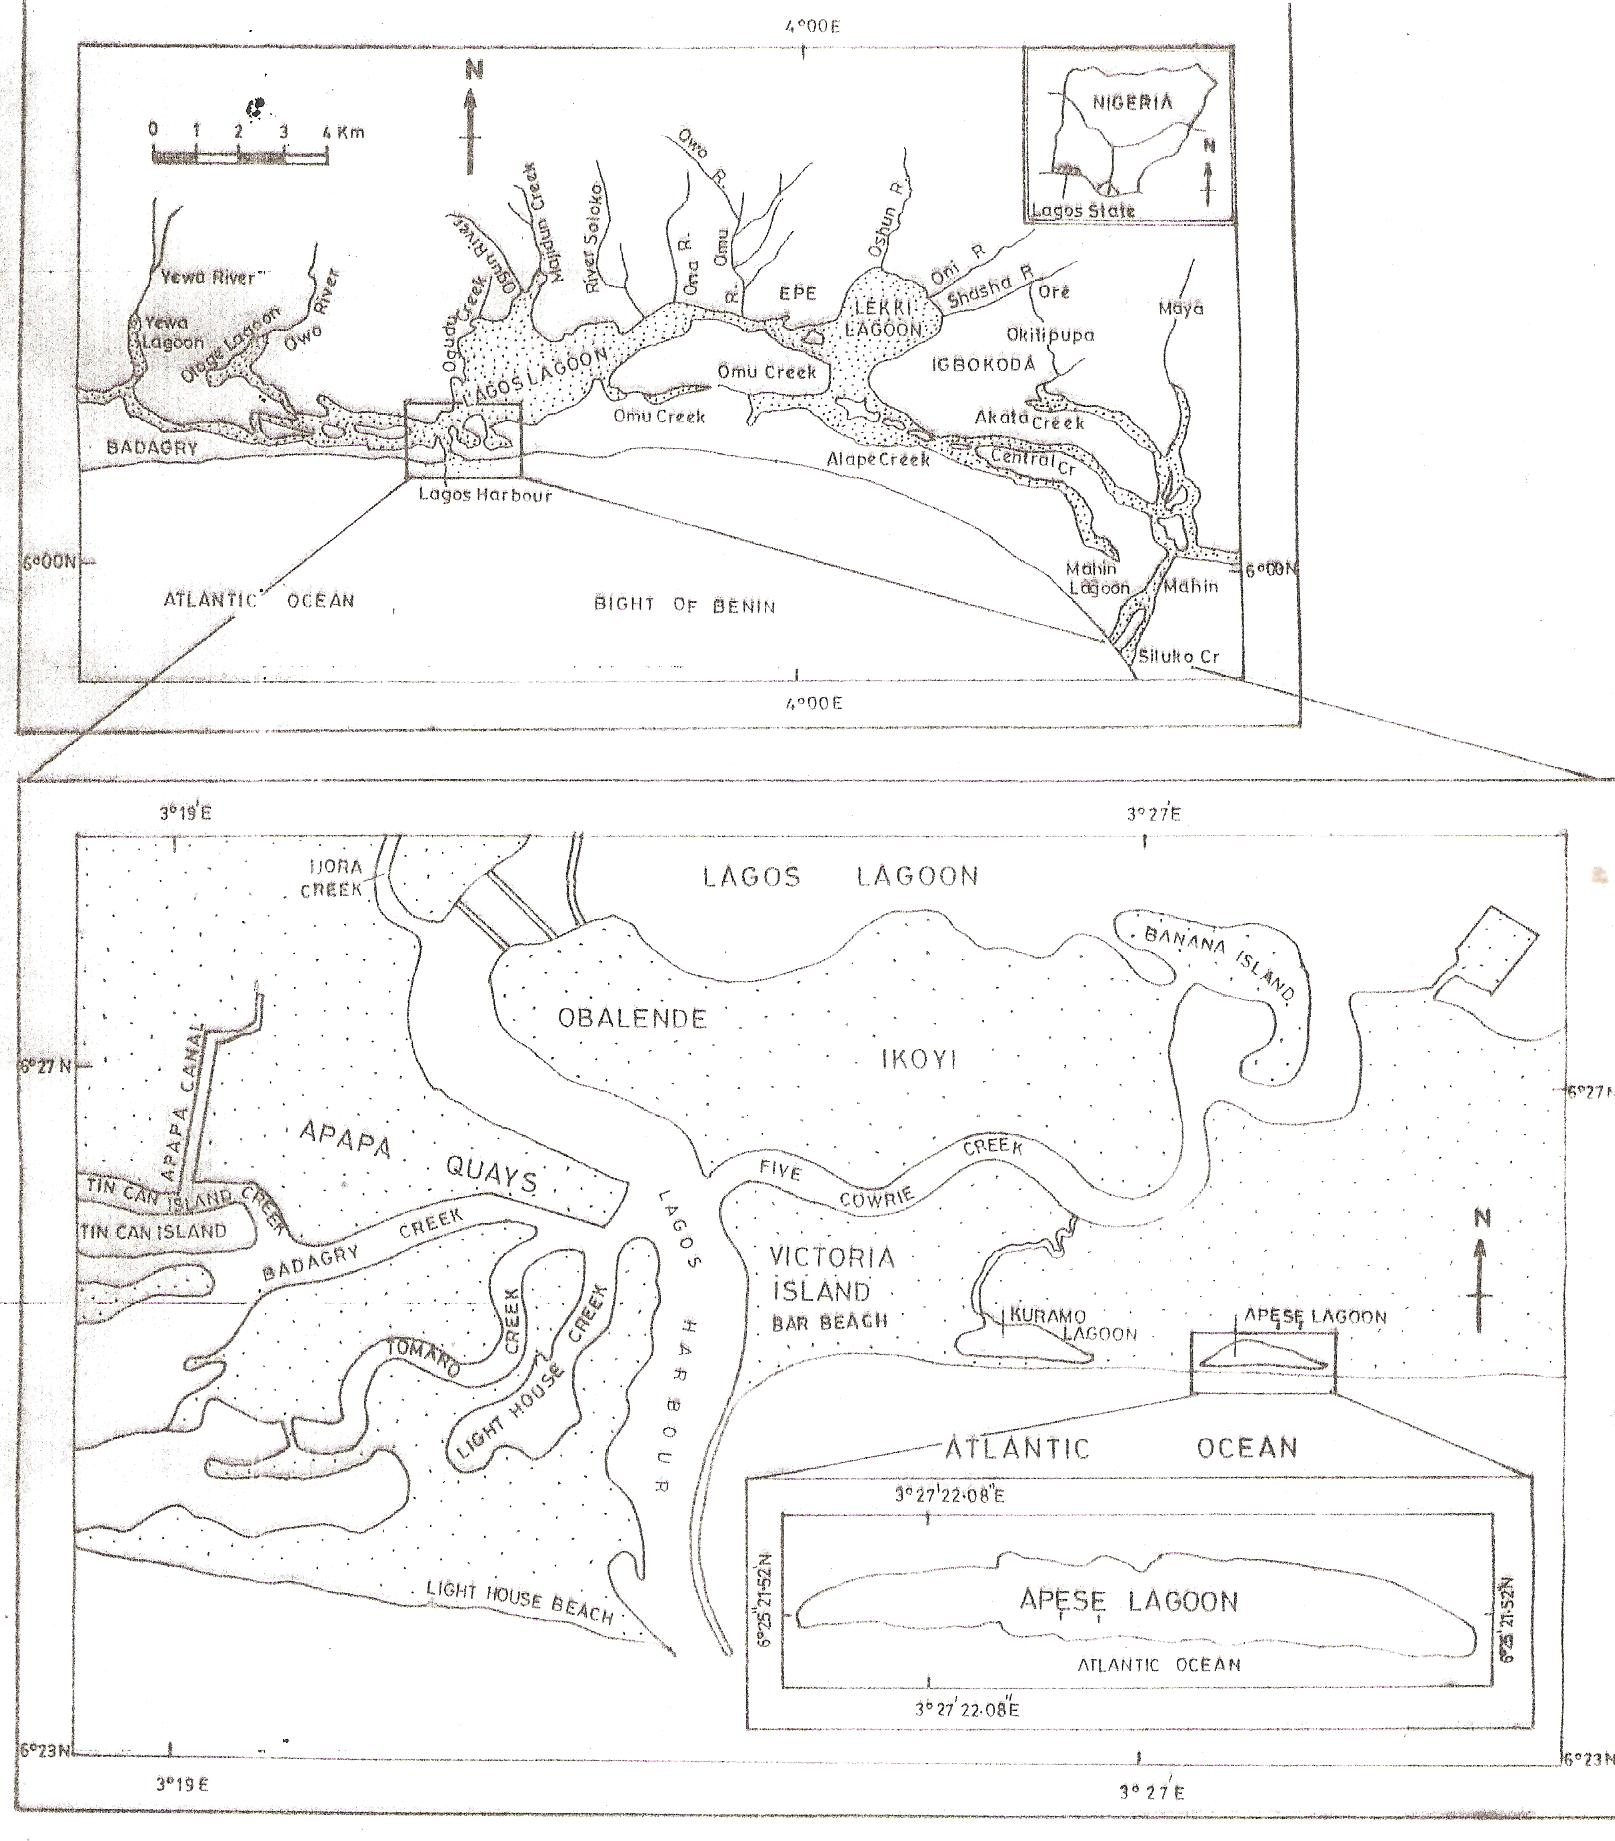 4°00E
N
0 1 2 3 4 Km
NIGERIA
N
Lagos State
Yewa River
Yewa
Lagoon
Ologe Lagoon
Owo River
Ogudu Creek
Ogun River
Majidun Creek
River Saloko
Owo R.
Ona R.
Omu R.
EPE
Oshun R.
LEKKI
LAGOON
Oni R
Shasha R
Ore
Okitipupa
Maya
IGBOKODA
LAGOS LAGOON
Omu Creek
Omu Creek
Akata Creek
BADAGRY
Alape Creek
Central Cr
Lagos Harbour
6°00N
6°00N
Mahin
Lagoon
Mahin
ATLANTIC OCEAN
BIGHT OF BENIN
Siluko Cr
4°00E
3°19'E
3°27'E
IJORA
CREEK
LAGOS LAGOON
BANANA ISLAND
OBALENDE
IKOYI
6°27 N
6°27N
APAPA CANAL
APAPA QUAYS
FIVE COWRIE CREEK
TIN CAN ISLAND CREEK
TIN CAN ISLAND
BADAGRY CREEK
LAGOS HARBOUR
VICTORIA
ISLAND
BAR BEACH
N
KURAMO
LAGOON
APẸSẸ LAGOON
TOMARO CREEK
LIGHT HOUSE CREEK
ATLANTIC OCEAN
3°27'22.08"E
6°25'21.52"N
APẸSẸ LAGOON
6°25'21.52"N
ATLANTIC OCEAN
3°27'22.08"E
LIGHT HOUSE BEACH
6°23N
6°23N
3°19E
3°27'E